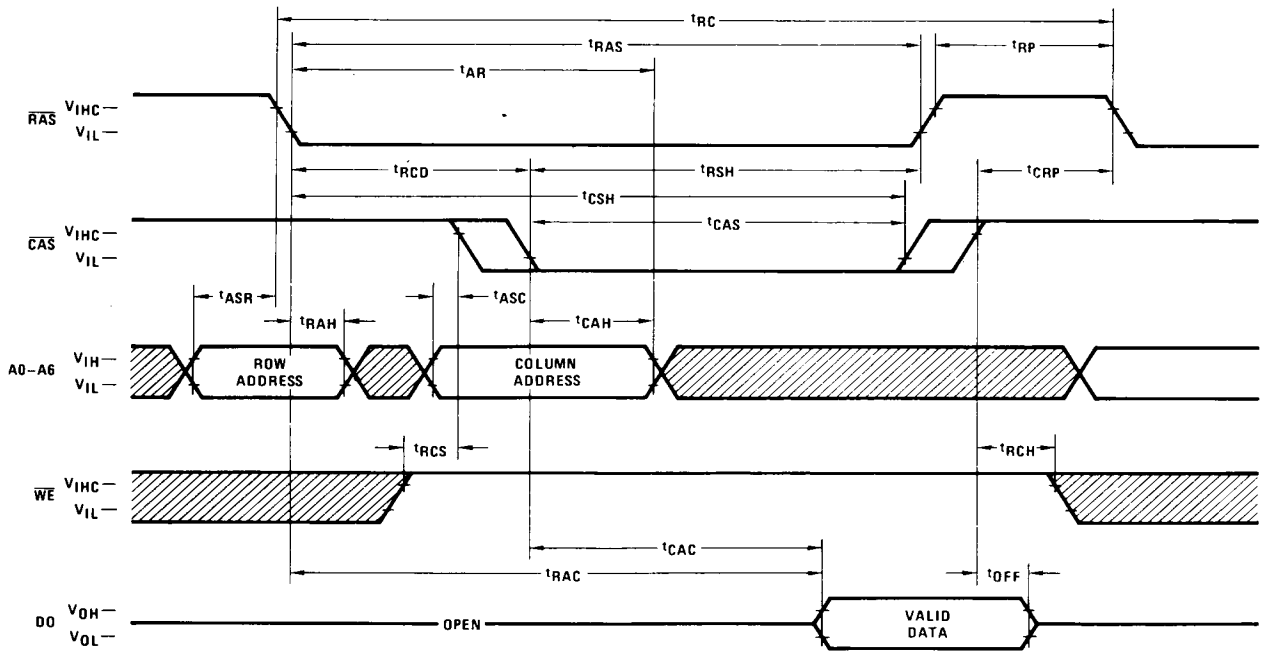 tRC
tRAS
tRP
tAR
RAS VIHC
VIL
tRCD
tRSH
tCRP
tCSH
tCAS
CAS VIHC
VIL
tASR
tASC
tRAH
tCAH
A0-A6 VIH
VIL
ROW
ADDRESS
COLUMN
ADDRESS
tRCS
tRCH
WE VIHC
VIL
tCAC
tRAC
tOFF
DO VOH
VOL
OPEN
VALID
DATA